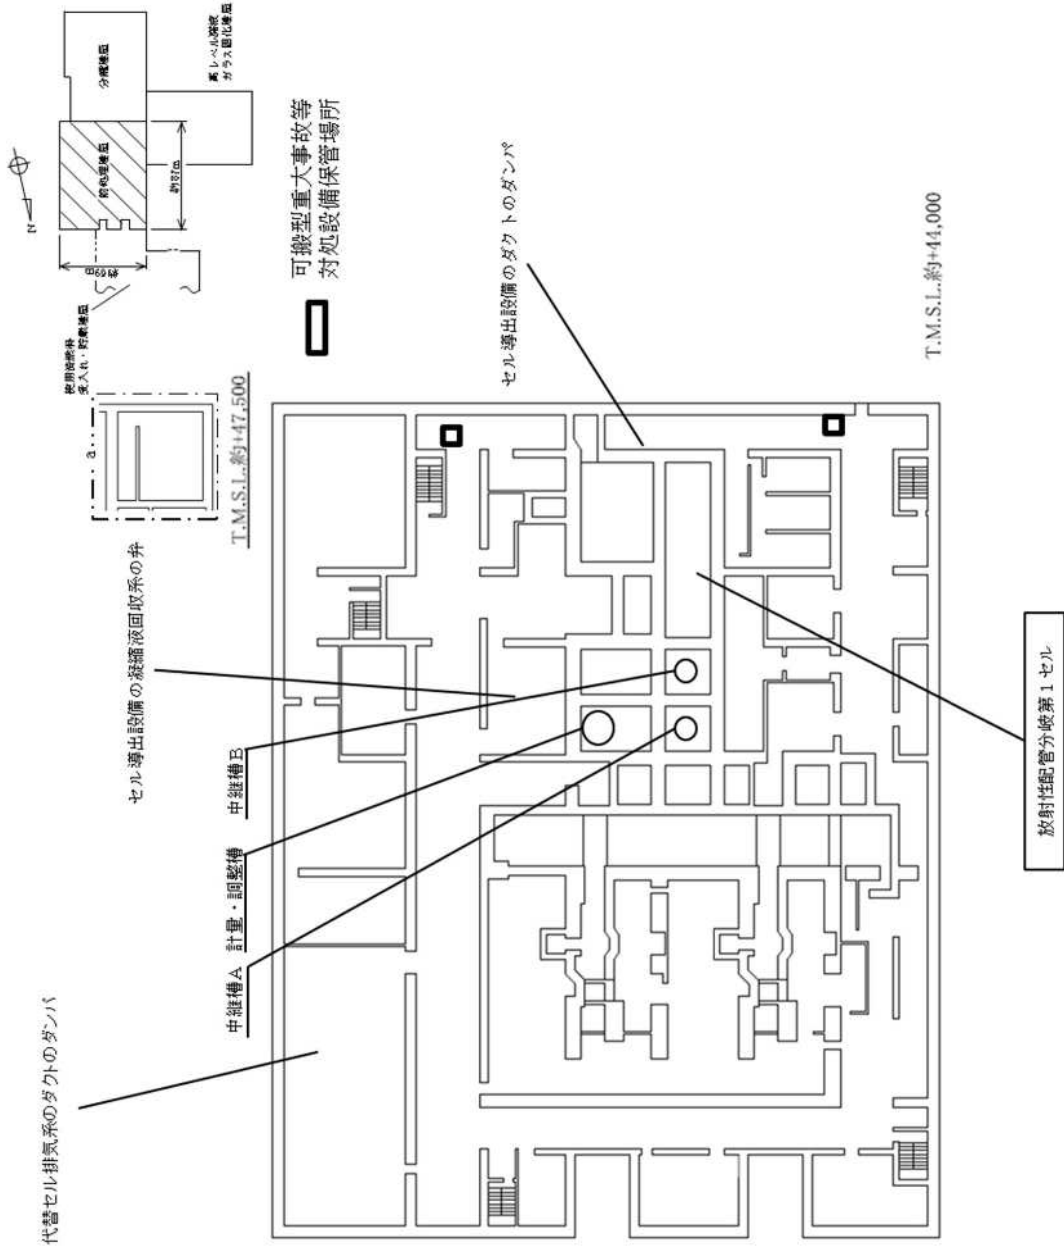 分離建屋
高レベル廃液
ガラス固化建屋
前処理建屋
約87m
約69m
N
使用済燃料
受入れ・貯蔵建屋
可搬型重大事故等
対処設備保管場所
a
T.M.S.L.約+47,500
セル導出設備のダクトのダンパ
T.M.S.L.約+44,000
セル導出設備の凝縮液回収系の弁
中継槽B
計量・調整槽
中継槽A
代替セル排気系のダクトのダンパ
放射性配管分岐第1セル